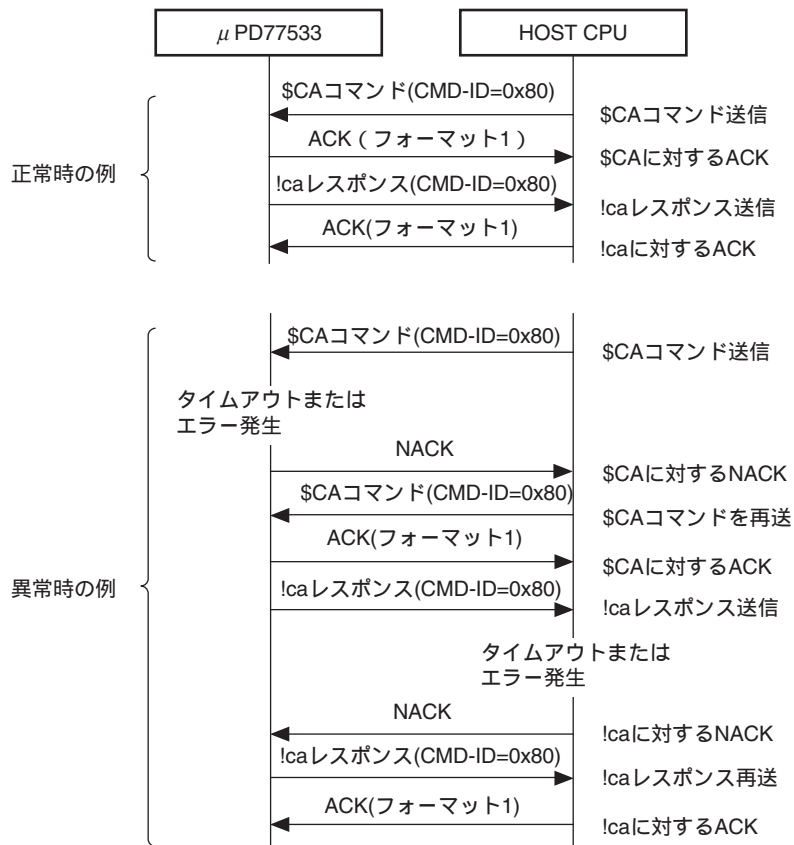 μ PD77533
HOST CPU
正常時の例
$CAコマンド(CMD-ID=0x80)
$CAコマンド送信
ACK(フォーマット1)
$CAに対するACK
!caレスポンス(CMD-ID=0x80)
!caレスポンス送信
ACK(フォーマット1)
!caに対するACK
異常時の例
$CAコマンド(CMD-ID=0x80)
$CAコマンド送信
タイムアウトまたは
エラー発生
NACK
$CAに対するNACK
$CAコマンド(CMD-ID=0x80)
$CAコマンドを再送
ACK(フォーマット1)
$CAに対するACK
!caレスポンス(CMD-ID=0x80)
!caレスポンス送信
タイムアウトまたは
エラー発生
NACK
!caに対するNACK
!caレスポンス(CMD-ID=0x80)
!caレスポンス再送
ACK(フォーマット1)
!caに対するACK